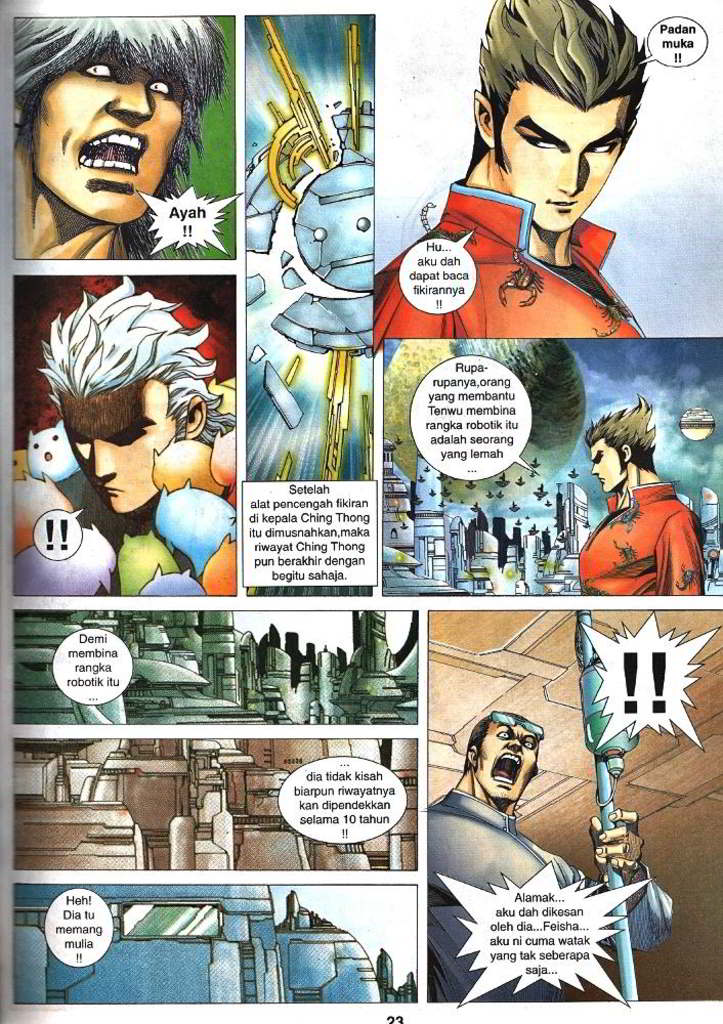 Ayah
!!
Padan
muka
!!
Hu...
aku dah
dapat baca
fikirannya
!!
!!
Setelah
alat pencengah fikiran
di kepala Ching Thong
itu dimusnahkan,maka
riwayat Ching Thong
pun berakhir dengan
begitu sahaja.
Rupa-
rupanya,orang
yang membantu
Tenwu membina
rangka robotik itu
adalah seorang
yang lemah
...
Demi
membina
rangka
robotik itu
...
...
dia tidak kisah
biarpun riwayatnya
kan dipendekkan
selama 10 tahun
!!
Heh!
Dia tu
memang
mulia
!!
!!
Alamak...
aku dah dikesan
oleh dia...Feisha...
aku ni cuma watak
yang tak seberapa
saja...
23